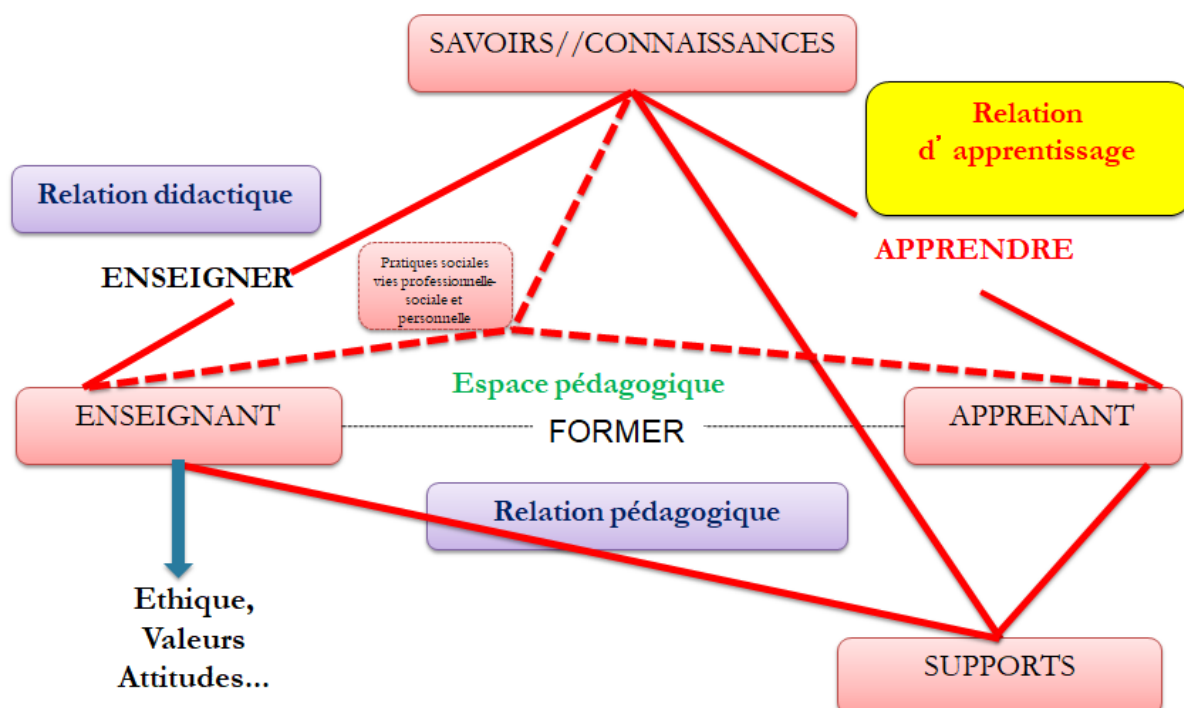 SAVOIRS//CONNAISSANCES
Relation
d’ apprentissage
Relation didactique
APPRENDRE
ENSEIGNER
Pratiques sociales
vies professionnelle-
sociale et
personnelle
Espace pédagogique
ENSEIGNANT
FORMER
APPRENANT
Relation pédagogique
Ethique,
Valeurs
Attitudes...
SUPPORTS